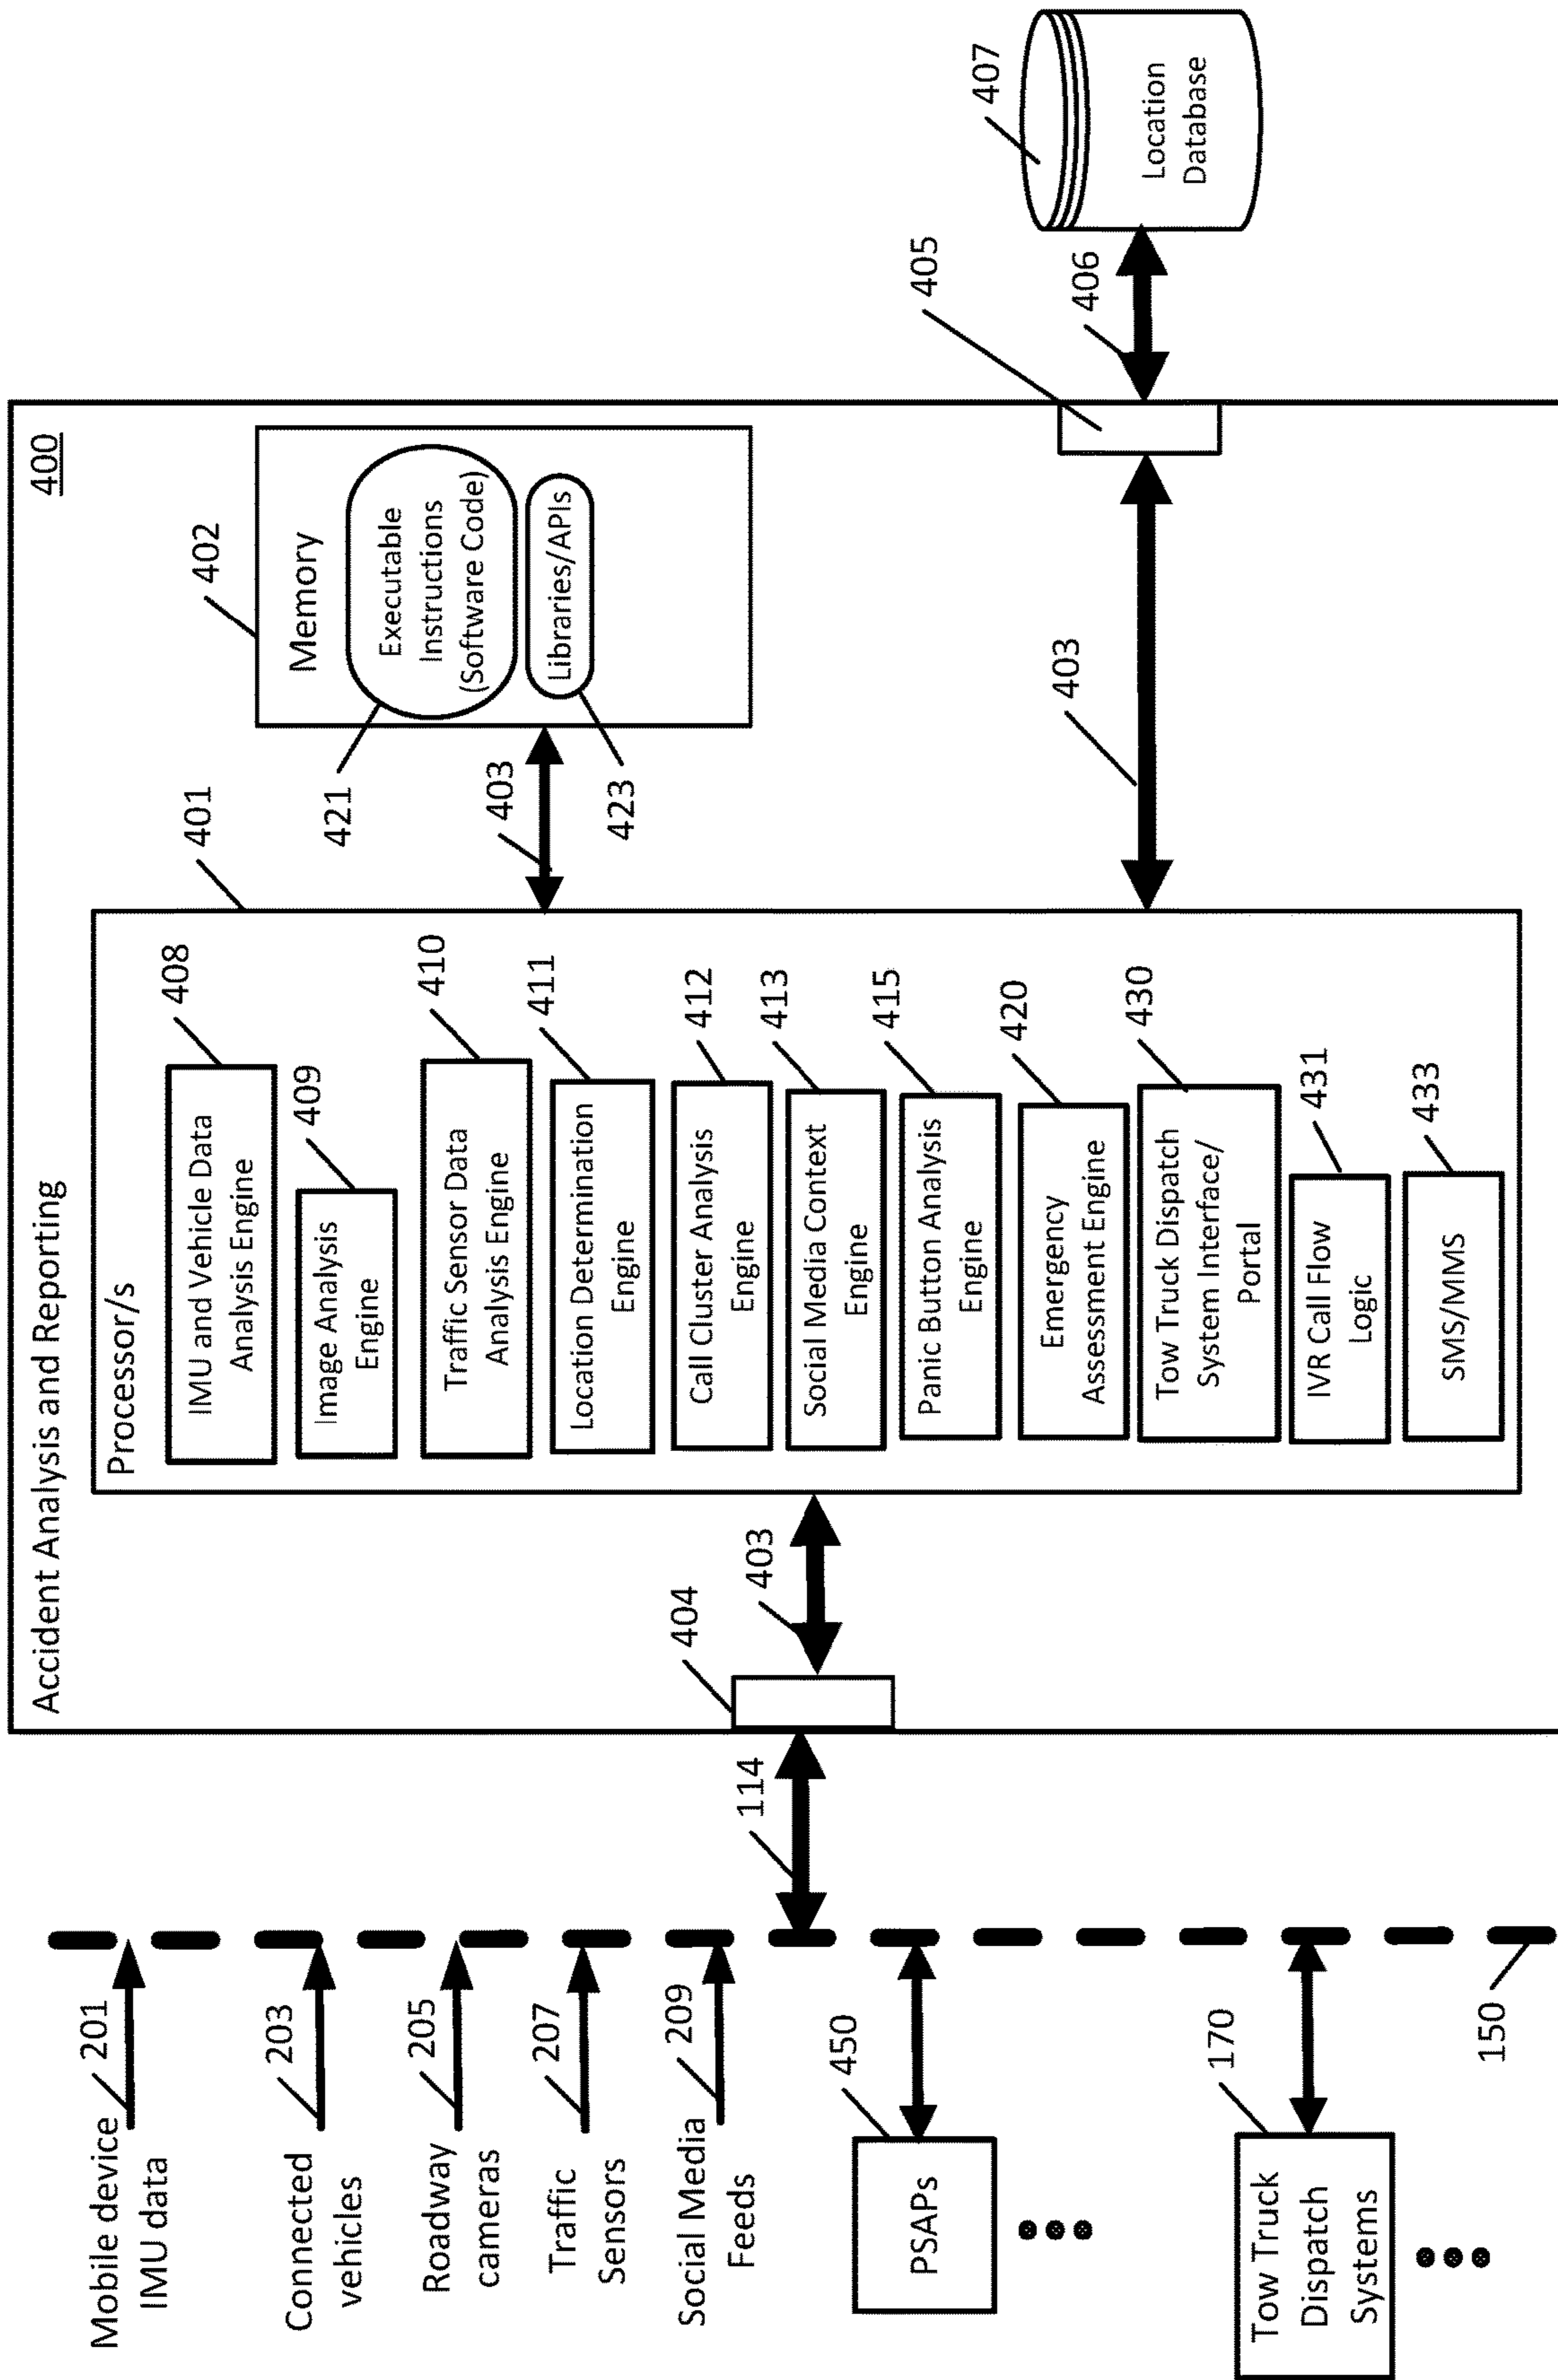 Accident Analysis and Reporting
400
Processor/s
401
IMU and Vehicle Data
Analysis Engine
408
Image Analysis
Engine
409
Traffic Sensor Data
Analysis Engine
410
Location Determination
Engine
411
Call Cluster Analysis
Engine
412
Social Media Context
Engine
413
Panic Button Analysis
Engine
415
Emergency
Assessment Engine
420
Tow Truck Dispatch
System Interface/
Portal
430
IVR Call Flow
Logic
431
SMS/MMS
433
Memory
402
Executable
Instructions
(Software Code)
421
Libraries/APIs
423
403
403
403
404
405
406
407
Location
Database
114
Mobile device
IMU data
201
Connected
vehicles
203
Roadway
cameras
205
Traffic
Sensors
207
Social Media
Feeds
209
PSAPs
450
Tow Truck
Dispatch
Systems
170
150